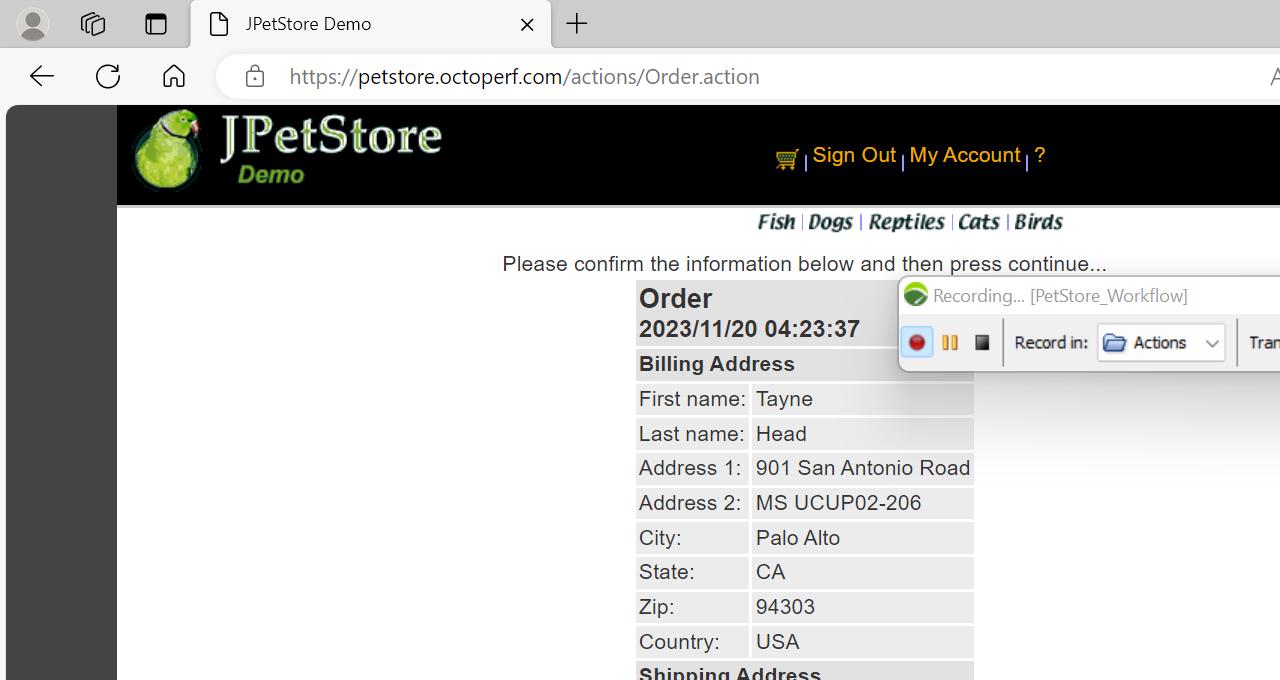 JPetStore Demo
https://petstore.octoperf.com/actions/Order.action
JPetStore
Demo
Sign Out | My Account | ?
Fish | Dogs | Reptiles | Cats | Birds
Please confirm the information below and then press continue...
Order
2023/11/20 04:23:37
Recording... [PetStore_Workflow]
Record in: Actions
Billing Address
First name: Tayne
Last name: Head
Address 1: 901 San Antonio Road
Address 2: MS UCUP02-206
City: Palo Alto
State: CA
Zip: 94303
Country: USA
Shipping Address